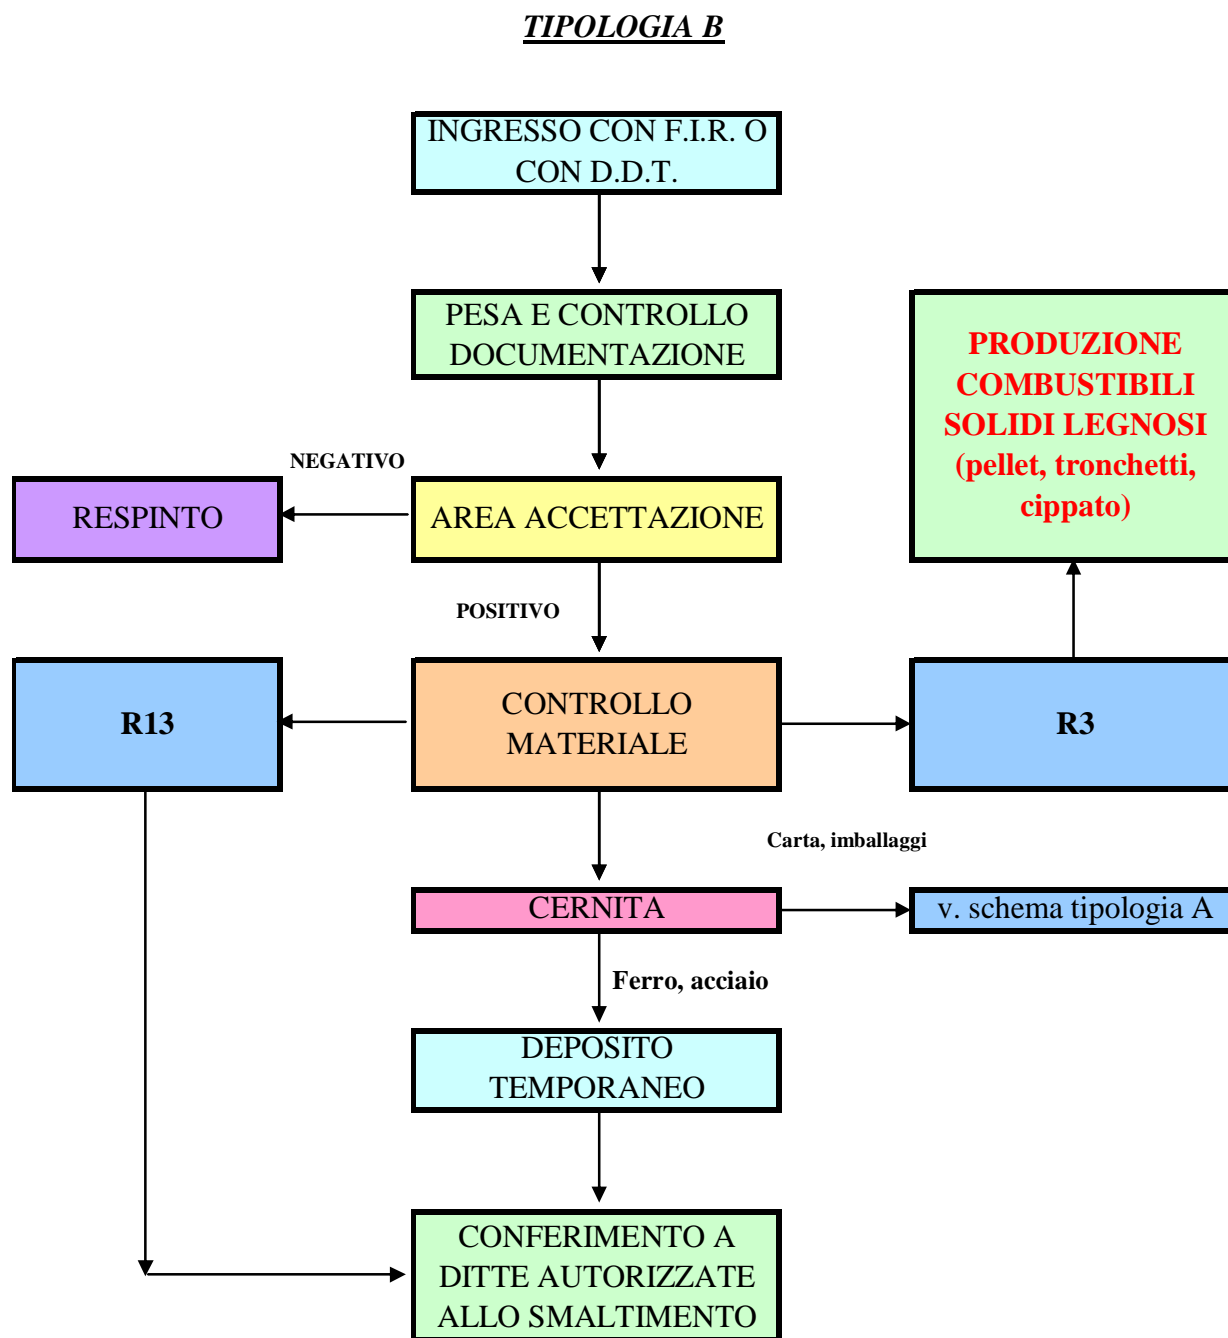 TIPOLOGIA B
INGRESSO CON F.I.R. O
CON D.D.T.
PESA E CONTROLLO
DOCUMENTAZIONE
PRODUZIONE
COMBUSTIBILI
SOLIDI LEGNOSI
(pellet, tronchetti,
cippato)
NEGATIVO
RESPINTO
AREA ACCETTAZIONE
POSITIVO
R13
CONTROLLO
MATERIALE
R3
Carta, imballaggi
CERNITA
v. schema tipologia A
Ferro, acciaio
DEPOSITO
TEMPORANEO
CONFERIMENTO A
DITTE AUTORIZZATE
ALLO SMALTIMENTO